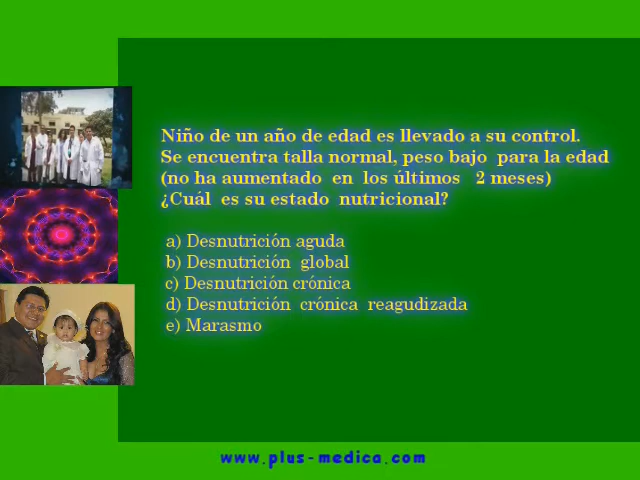 Niño de un año de edad es llevado a su control.
Se encuentra talla normal, peso bajo para la edad
(no ha aumentado en los últimos 2 meses)
¿Cuál es su estado nutricional?
a) Desnutrición aguda
b) Desnutrición global
c) Desnutrición crónica
d) Desnutrición crónica reagudizada
e) Marasmo
www.plus-medica.com